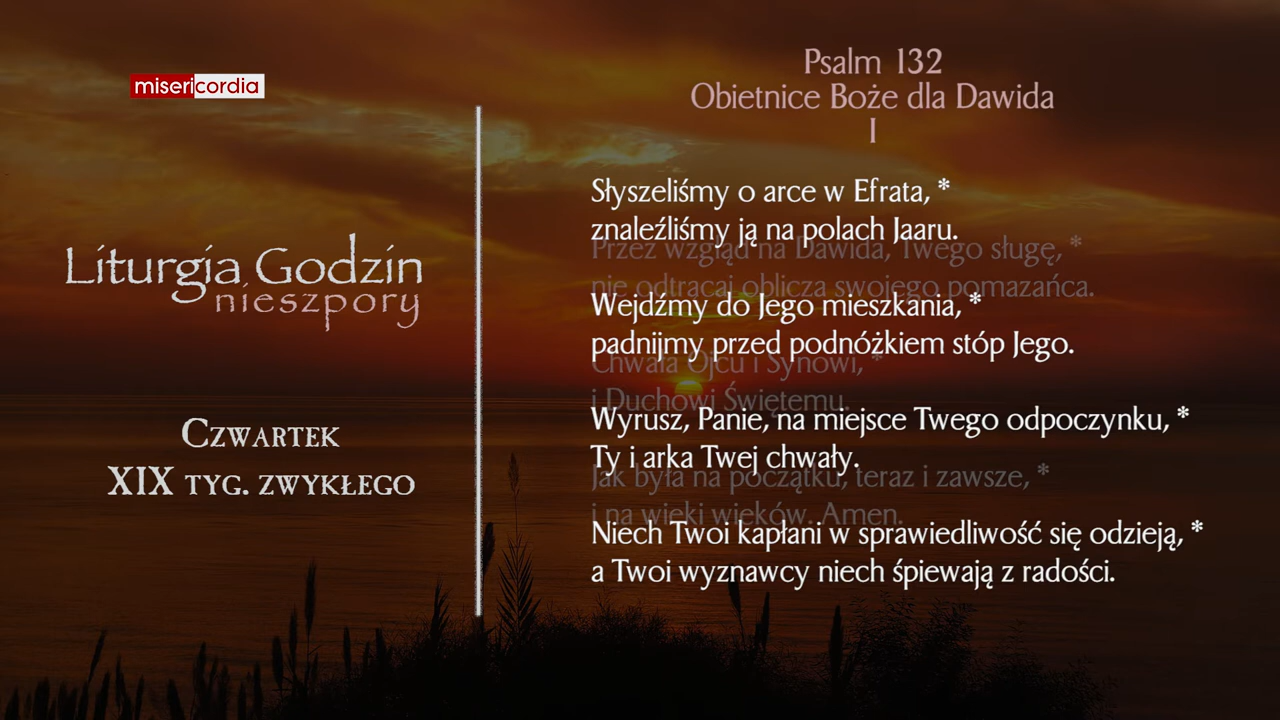 misericordia
Psalm 132
Obietnice Boże dla Dawida
I
Liturgia Godzin
nieszpory
Czwartek
XIX tyg. zwykłego
Słyszeliśmy o arce w Efrata, *
znaleźliśmy ją na polach Jaaru.
Przez wzgląd na Dawida, Twego sługę, *
nie odtrącaj oblicza swojego pomazańca.
Wejdźmy do Jego mieszkania, *
padnijmy przed podnóżkiem stóp Jego.
Chwała Ojcu i Synowi, *
i Duchowi Świętemu.
Wyrusz, Panie, na miejsce Twego odpoczynku, *
Ty i arka Twej chwały.
Jak była na początku, teraz i zawsze, *
i na wieki wieków. Amen.
Niech Twoi kapłani w sprawiedliwość się odzieją, *
a Twoi wyznawcy niech śpiewają z radości.